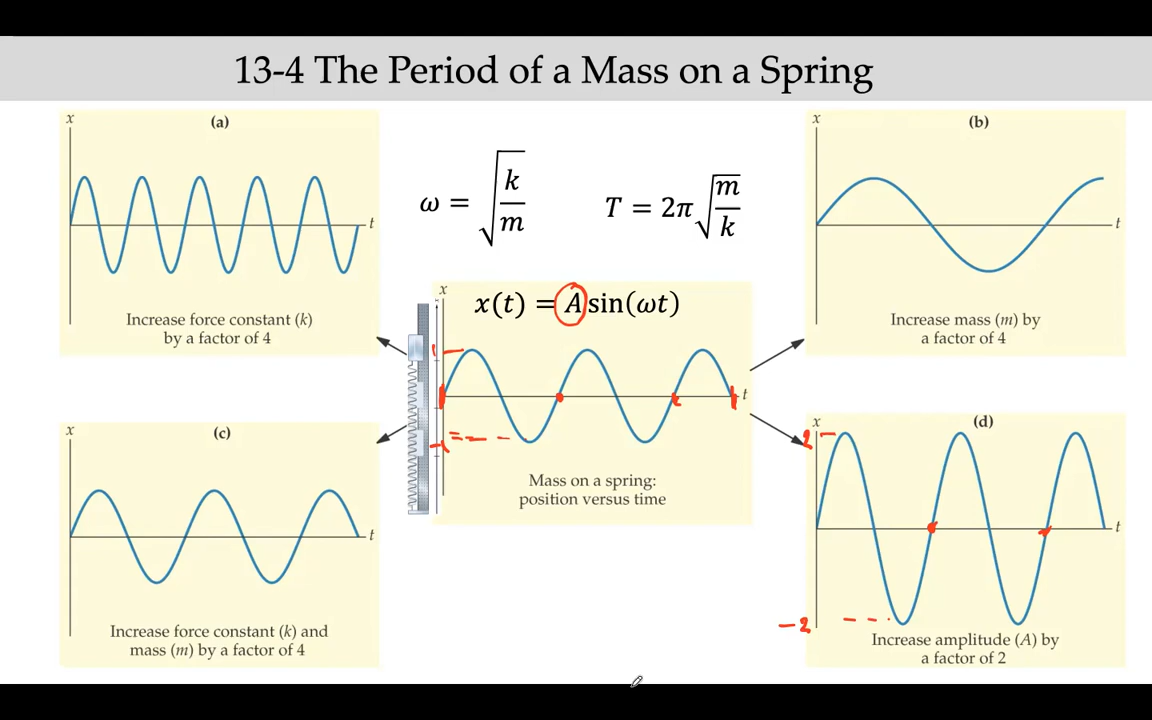 13-4 The Period of a Mass on a Spring
x
(a)
t
Increase force constant (k)
by a factor of 4
ω = √(k/m)
T = 2π√(m/k)
x
(b)
t
Increase mass (m) by
a factor of 4
x
x(t) = A sin(ωt)
1
-1
t
Mass on a spring:
position versus time
x
(c)
t
Increase force constant (k) and
mass (m) by a factor of 4
x
(d)
2
t
-2
Increase amplitude (A) by
a factor of 2